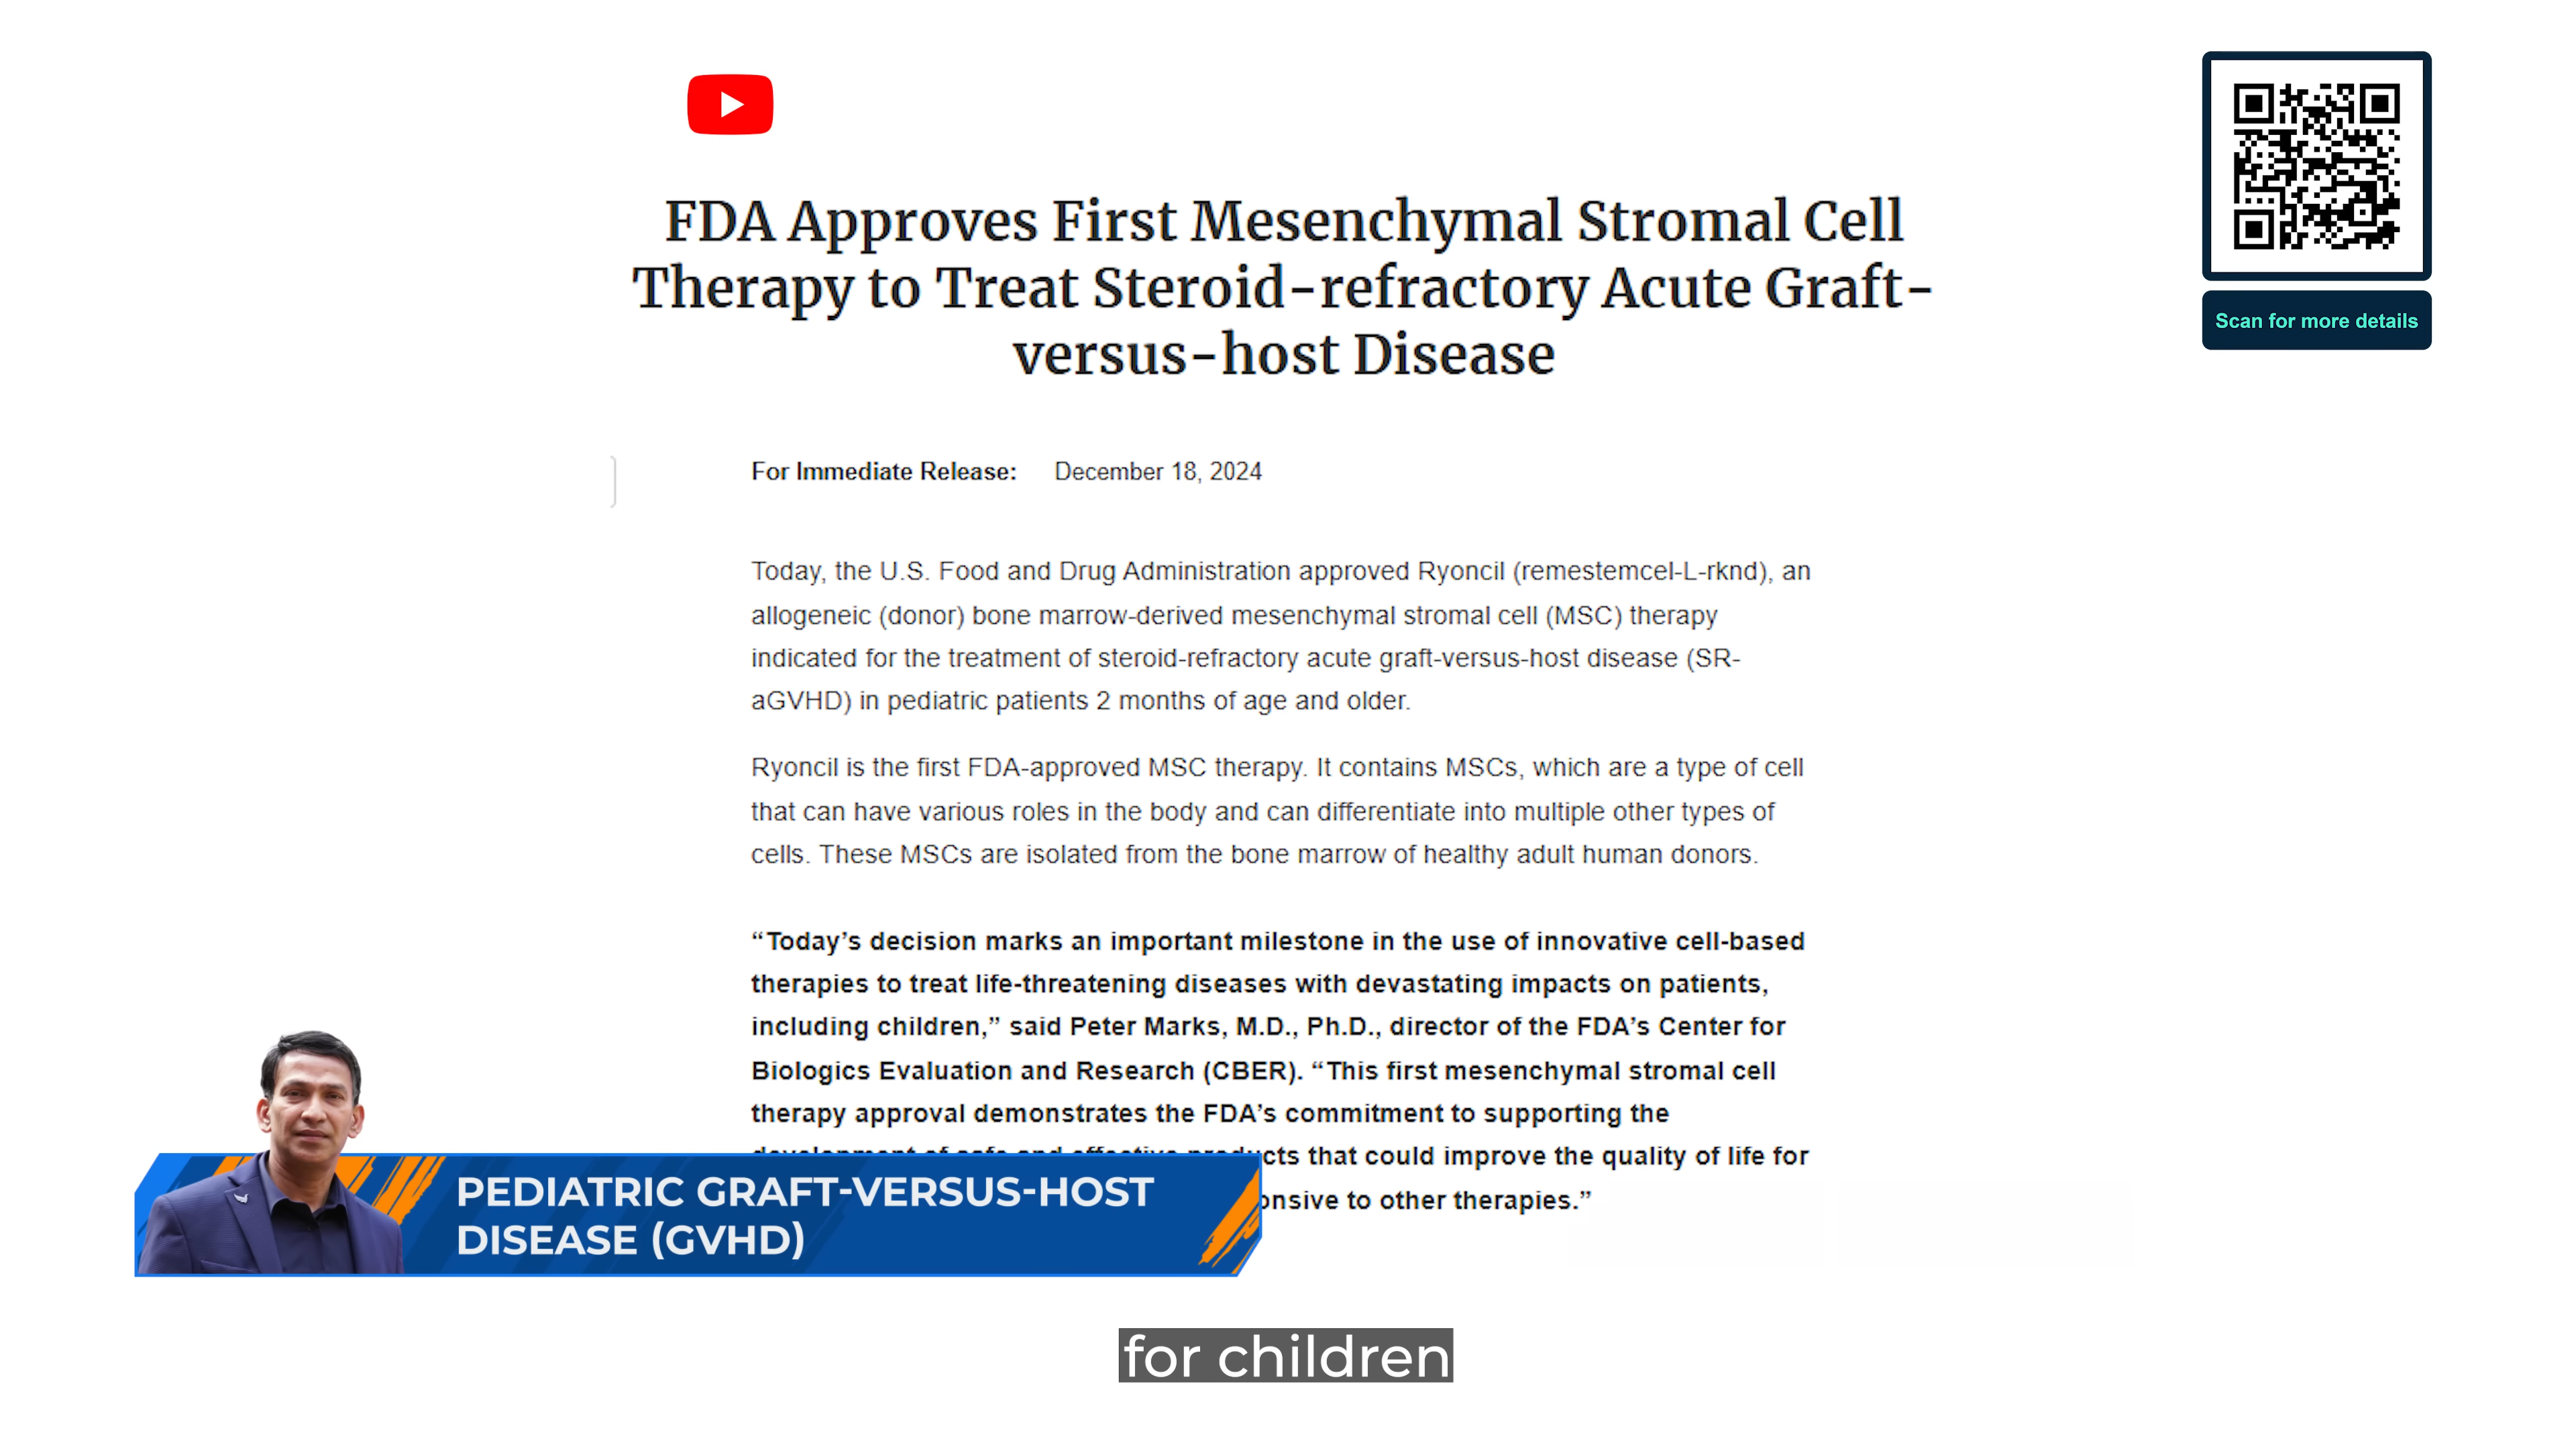 FDA Approves First Mesenchymal Stromal Cell
Therapy to Treat Steroid-refractory Acute Graft-
versus-host Disease
Scan for more details
For Immediate Release: December 18, 2024
Today, the U.S. Food and Drug Administration approved Ryoncil (remestemcel-L-rknd), an
allogeneic (donor) bone marrow-derived mesenchymal stromal cell (MSC) therapy
indicated for the treatment of steroid-refractory acute graft-versus-host disease (SR-
aGVHD) in pediatric patients 2 months of age and older.
Ryoncil is the first FDA-approved MSC therapy. It contains MSCs, which are a type of cell
that can have various roles in the body and can differentiate into multiple other types of
cells. These MSCs are isolated from the bone marrow of healthy adult human donors.
“Today’s decision marks an important milestone in the use of innovative cell-based
therapies to treat life-threatening diseases with devastating impacts on patients,
including children,” said Peter Marks, M.D., Ph.D., director of the FDA’s Center for
Biologics Evaluation and Research (CBER). “This first mesenchymal stromal cell
therapy approval demonstrates the FDA’s commitment to supporting the
that could improve the quality of life for
to other therapies.”
PEDIATRIC GRAFT-VERSUS-HOST
DISEASE (GVHD)
for children